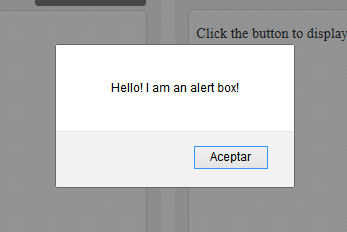 Click the button to display
Hello! I am an alert box!
Aceptar